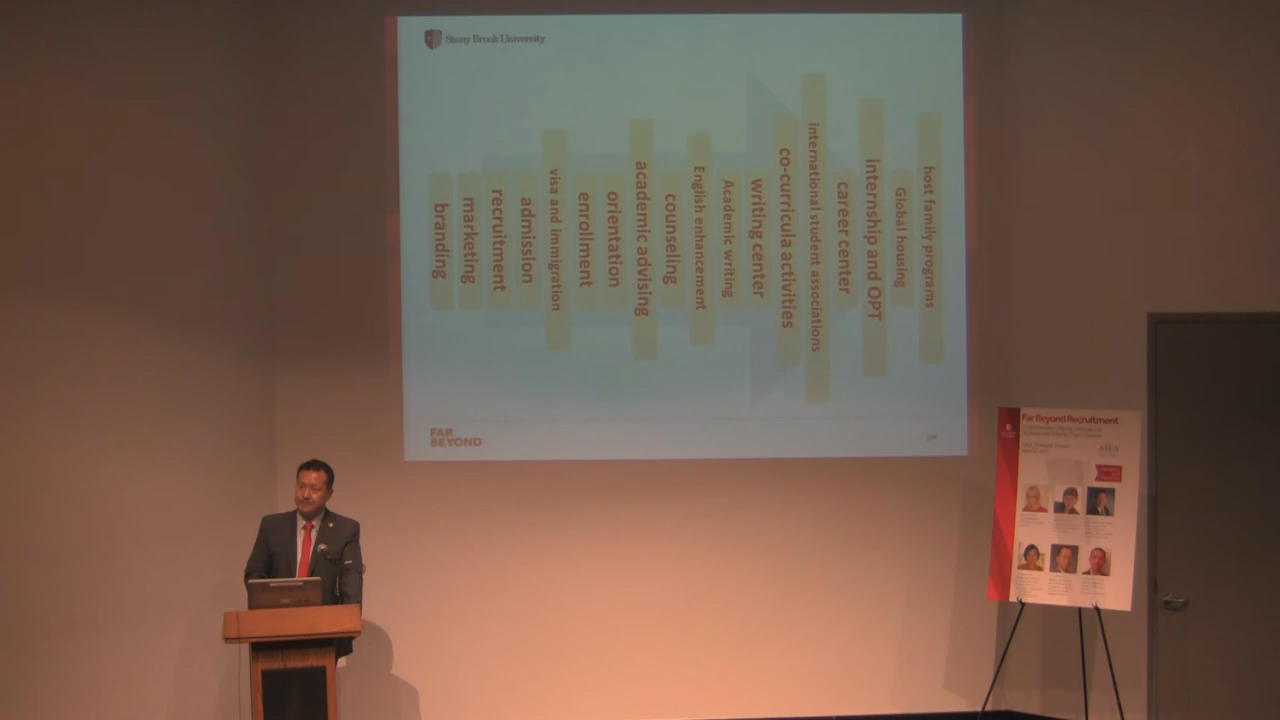 Stony Brook University
branding
marketing
recruitment
admission
visa and immigration
enrollment
orientation
academic advising
counseling
English enhancement
Academic writing
writing center
co-curricula activities
international student associations
career center
internship and OPT
Global housing
host family programs
FAR
BEYOND
Far Beyond Recruitment